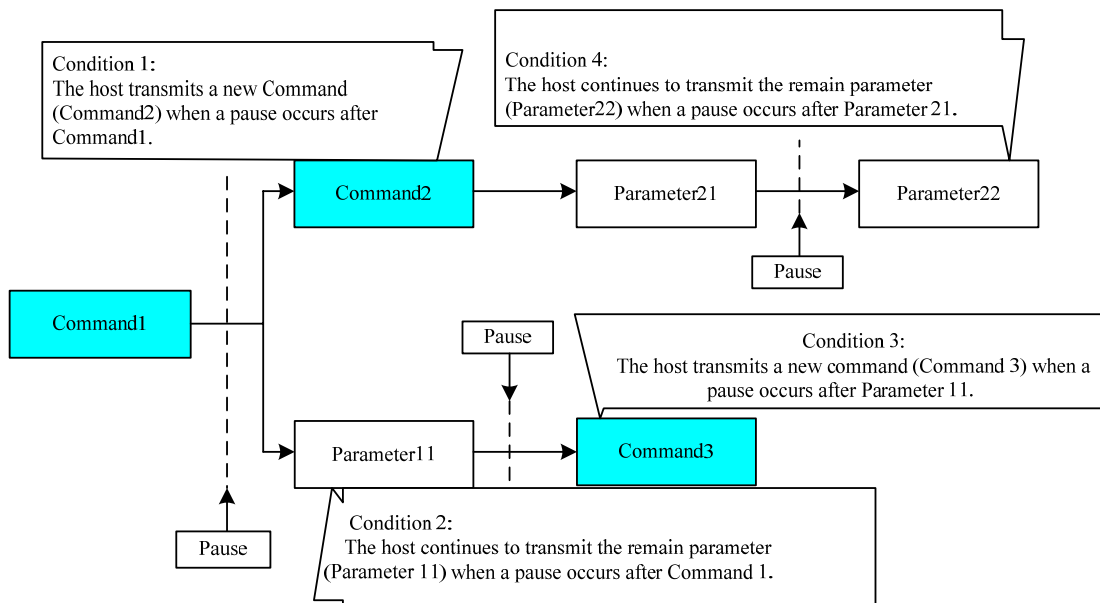 Condition 1:
The host transmits a new Command
(Command2) when a pause occurs after
Command1.
Condition 4:
The host continues to transmit the remain parameter
(Parameter22) when a pause occurs after Parameter 21.
Command2
Parameter21
Parameter22
Pause
Command1
Pause
Condition 3:
The host transmits a new command (Command 3) when a
pause occurs after Parameter 11.
Parameter11
Command3
Pause
Condition 2:
The host continues to transmit the remain parameter
(Parameter 11) when a pause occurs after Command 1.